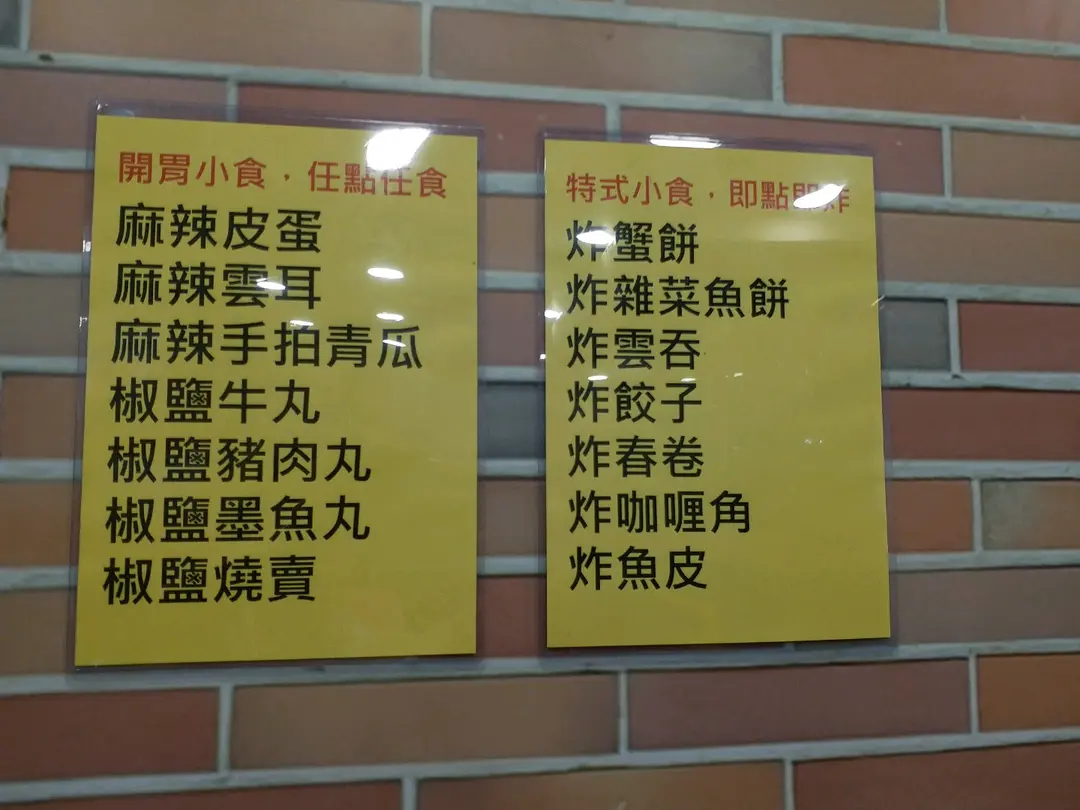 開胃小食，任點任食
麻辣皮蛋
麻辣雲耳
麻辣手拍青瓜
椒鹽牛丸
椒鹽豬肉丸
椒鹽墨魚丸
椒鹽燒賣
特式小食，即點即炸
炸蟹餅
炸雜菜魚餅
炸雲吞
炸餃子
炸春卷
炸咖喱角
炸魚皮